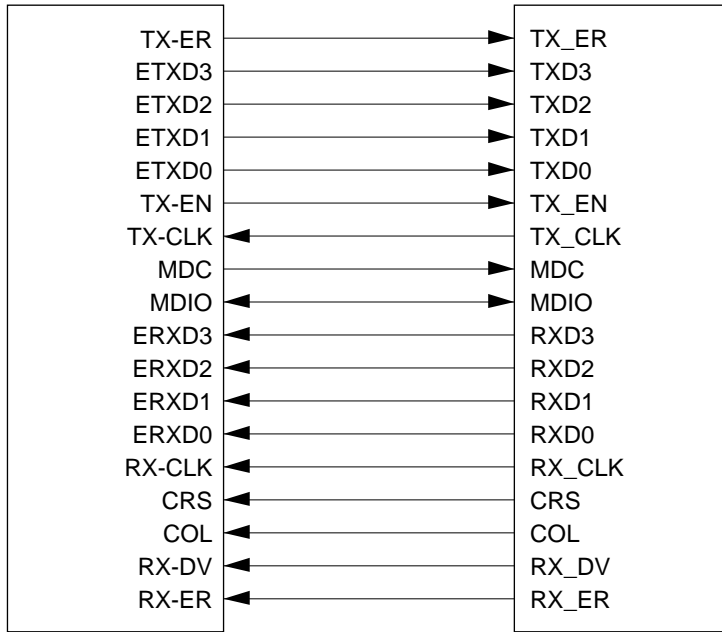 TX-ER TX_ER
ETXD3 TXD3
ETXD2 TXD2
ETXD1 TXD1
ETXD0 TXD0
TX-EN TX_EN
TX-CLK TX_CLK
MDC MDC
MDIO MDIO
ERXD3 RXD3
ERXD2 RXD2
ERXD1 RXD1
ERXD0 RXD0
RX-CLK RX_CLK
CRS CRS
COL COL
RX-DV RX_DV
RX-ER RX_ER